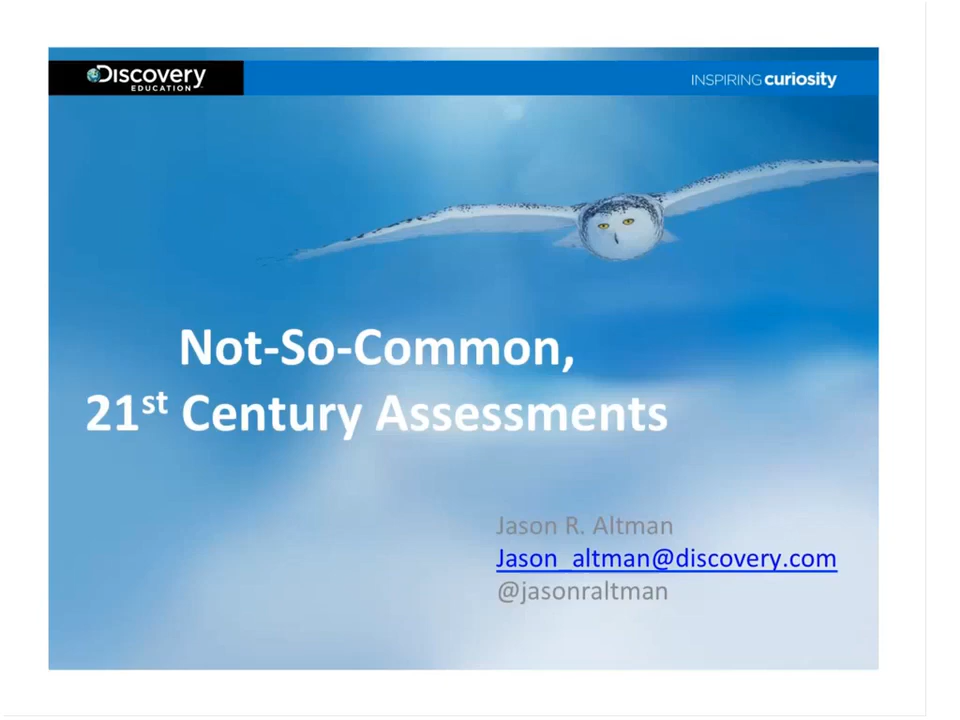 Discovery
EDUCATION
INSPIRING curiosity
Not-So-Common,
21st Century Assessments
Jason R. Altman
Jason_altman@discovery.com
@jasonraltman